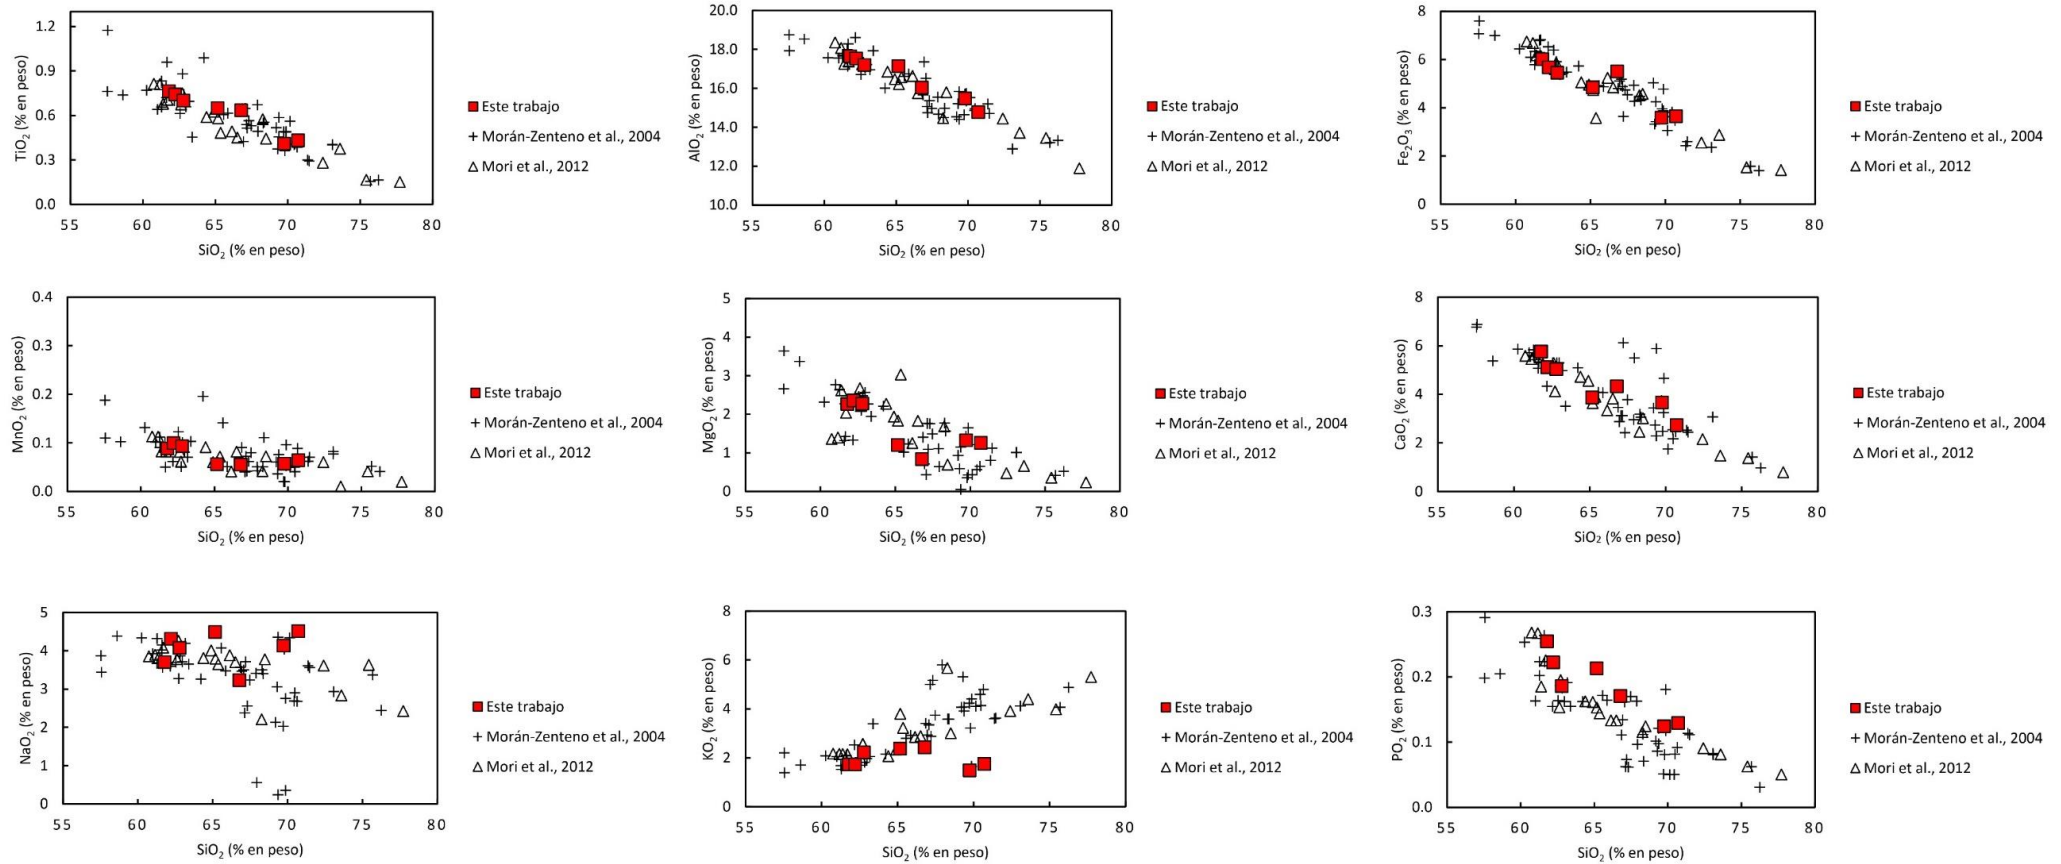 TiO2 (% en peso)
1.2
0.9
0.6
0.3
0.0
55 60 65 70 75 80
SiO2 (% en peso)
Este trabajo
Morán-Zenteno et al., 2004
Mori et al., 2012
AlO2 (% en peso)
20.0
18.0
16.0
14.0
12.0
10.0
55 60 65 70 75 80
SiO2 (% en peso)
Este trabajo
Morán-Zenteno et al., 2004
Mori et al., 2012
Fe2O3 (% en peso)
8
6
4
2
0
55 60 65 70 75 80
SiO2 (% en peso)
Este trabajo
Morán-Zenteno et al., 2004
Mori et al., 2012
MnO2 (% en peso)
0.4
0.3
0.2
0.1
0.0
55 60 65 70 75 80
SiO2 (% en peso)
Este trabajo
Morán-Zenteno et al., 2004
Mori et al., 2012
MgO2 (% en peso)
5
4
3
2
1
0
55 60 65 70 75 80
SiO2 (% en peso)
Este trabajo
Morán-Zenteno et al., 2004
Mori et al., 2012
CaO2 (% en peso)
8
6
4
2
0
55 60 65 70 75 80
SiO2 (% en peso)
Este trabajo
Morán-Zenteno et al., 2004
Mori et al., 2012
NaO2 (% en peso)
5
4
3
2
1
0
55 60 65 70 75 80
SiO2 (% en peso)
Este trabajo
Morán-Zenteno et al., 2004
Mori et al., 2012
KO2 (% en peso)
8
6
4
2
0
55 60 65 70 75 80
SiO2 (% en peso)
Este trabajo
Morán-Zenteno et al., 2004
Mori et al., 2012
PO2 (% en peso)
0.3
0.2
0.1
0.0
55 60 65 70 75 80
SiO2 (% en peso)
Este trabajo
Morán-Zenteno et al., 2004
Mori et al., 2012